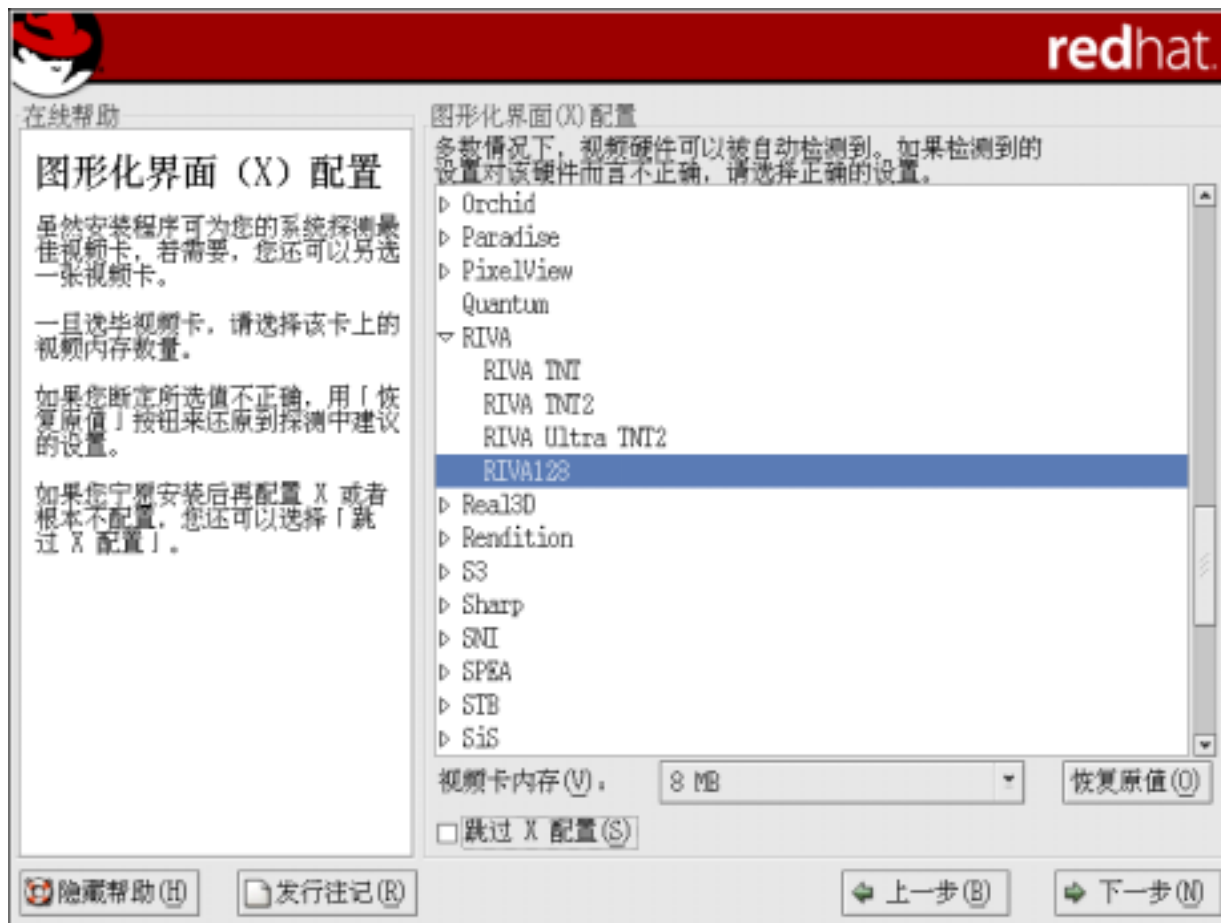 redhat.
在线帮助
图形化界面 (X) 配置
虽然安装程序可为您的系统探测最
佳视频卡，若需要，您还可以另选
一张视频卡。
一旦选毕视频卡，请选择该卡上的
视频内存数量。
如果您断定所选值不正确，用「恢
复原值」按钮来还原到探测中建议
的设置。
如果您宁愿安装后再配置 X 或者
根本不配置，您还可以选择「跳
过 X 配置」。
图形化界面(X)配置
多数情况下，视频硬件可以被自动检测到。如果检测到的
设置对该硬件而言不正确，请选择正确的设置。
Orchid
Paradise
PixelView
Quantum
RIVA
RIVA TNT
RIVA TNT2
RIVA Ultra TNT2
RIVA128
Real3D
Rendition
S3
Sharp
SNI
SPEA
STB
SiS
视频卡内存(V)： 8 MB 恢复原值(O)
跳过 X 配置(S)
隐藏帮助(H) 发行注记(R) 上一步(B) 下一步(N)